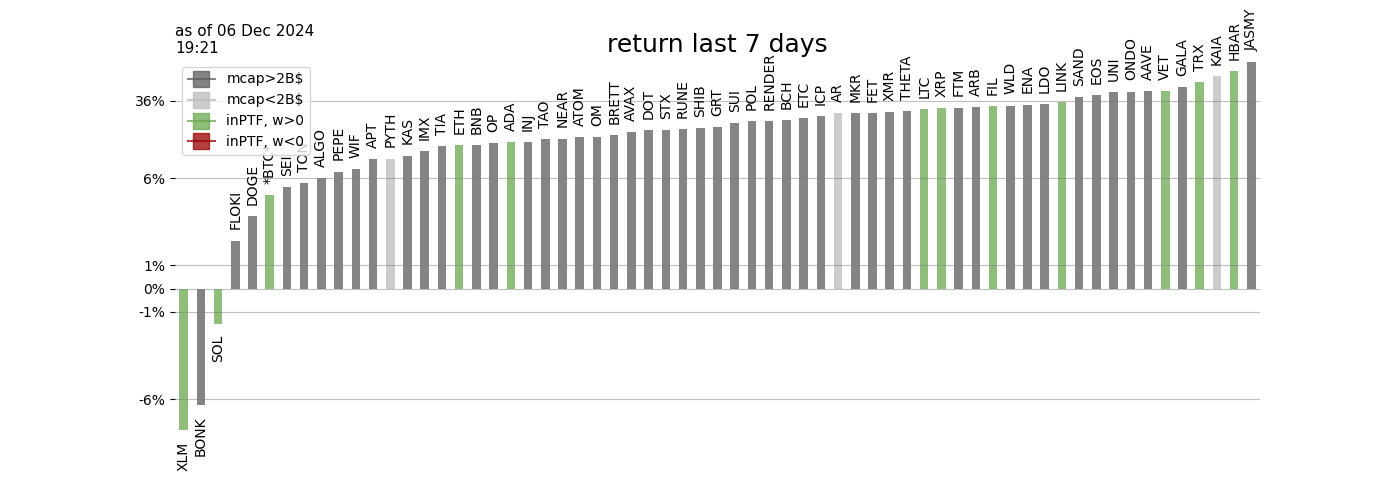 as of 06 Dec 2024
19:21
return last 7 days
mcap>2B$
mcap<2B$
inPTF, w>0
inPTF, w<0
36%
6%
1%
0%
-1%
-6%
XLM
BONK
SOL
FLOKI
DOGE
*BTC*
SEI
TON
ALGO
PEPE
WIF
APT
PYTH
KAS
IMX
TIA
ETH
BNB
OP
ADA
INJ
TAO
NEAR
ATOM
OM
BRETT
AVAX
DOT
STX
RUNE
SHIB
GRT
SUI
POL
RENDER
BCH
ETC
ICP
AR
MKR
FET
XMR
THETA
LTC
XRP
FTM
ARB
FIL
WLD
ENA
LDO
LINK
SAND
EOS
UNI
ONDO
AAVE
VET
GALA
TRX
KAIA
HBAR
JASMY